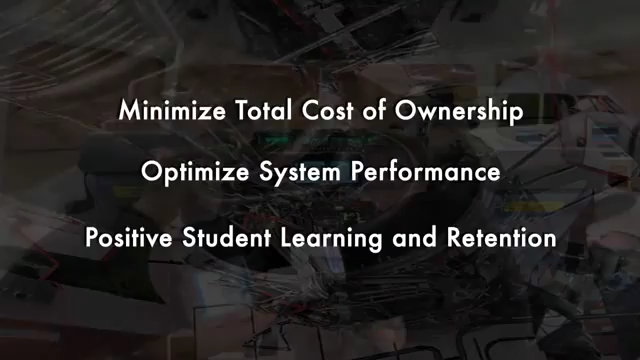 Minimize Total Cost of Ownership
Optimize System Performance
Positive Student Learning and Retention